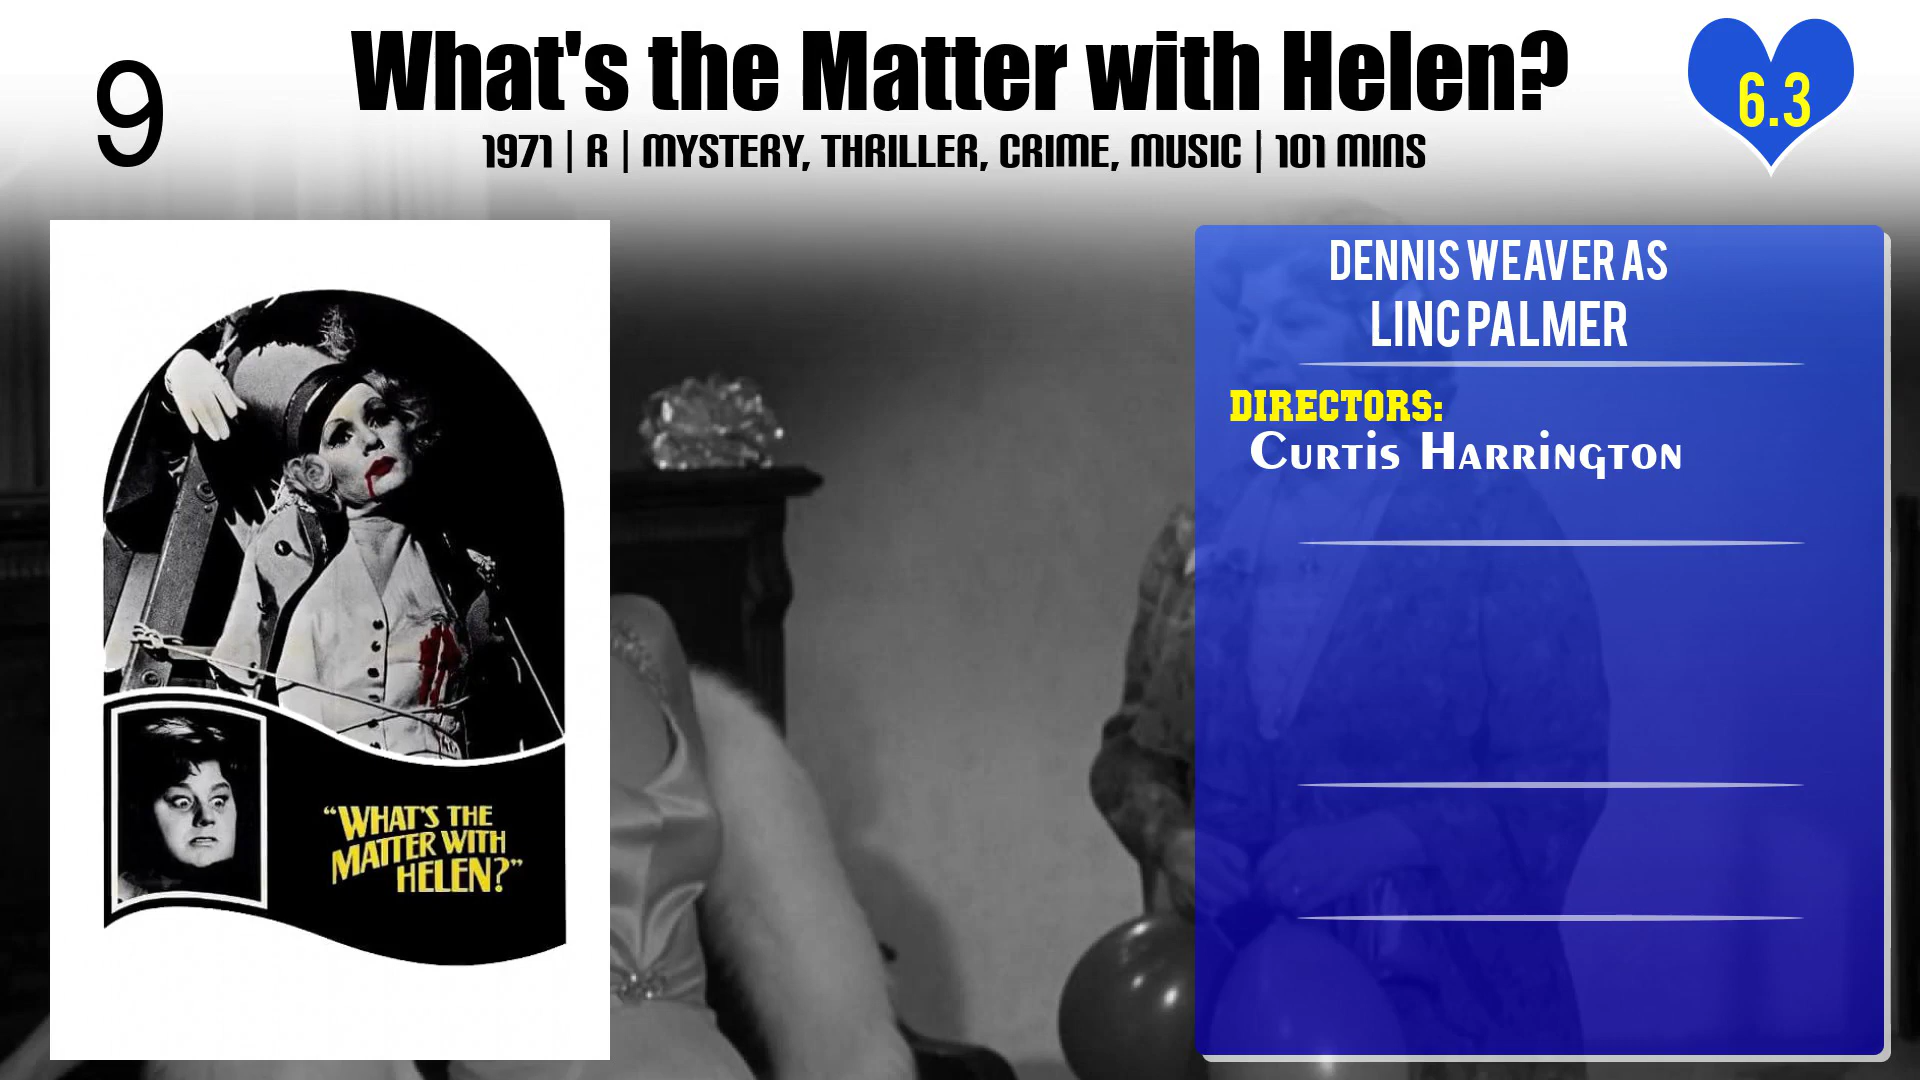 9
What's the Matter with Helen?
1971 | R | MYSTERY, THRILLER, CRIME, MUSIC | 101 MINS
6.3
DENNIS WEAVER AS
LINC PALMER
DIRECTORS:
Curtis Harrington
“WHAT'S THE
MATTER WITH
HELEN?”